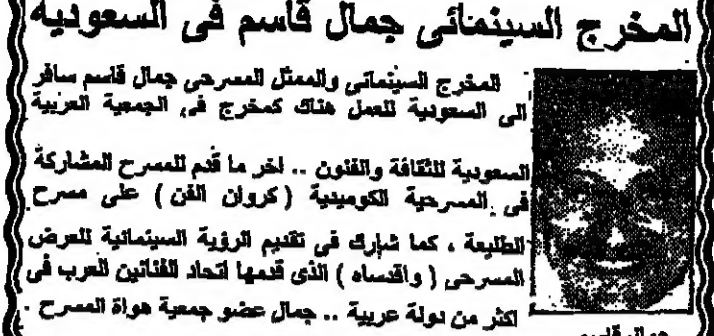 المخرج السينمائى جمال قاسم فى السعوديه
المخرج السينمائى والممثل المسرحى جمال قاسم سافر
الى السعودية للعمل هناك كمخرج فى الجمعية العربية
السعودية للثقافة والفنون .. اخر ما قدم للمسرح المشاركة
فى المسرحية الكوميدية ( كروان الفن ) على مسرح
الطليعة ، كما شارك فى تقديم الرؤية السينمائية للعرض
المسرحى ( واقدساه ) الذى قدمها اتحاد الفنانين العرب فى
اكثر من دولة عربية .. جمال عضو جمعية هواة المسرح .
جمال قاسم